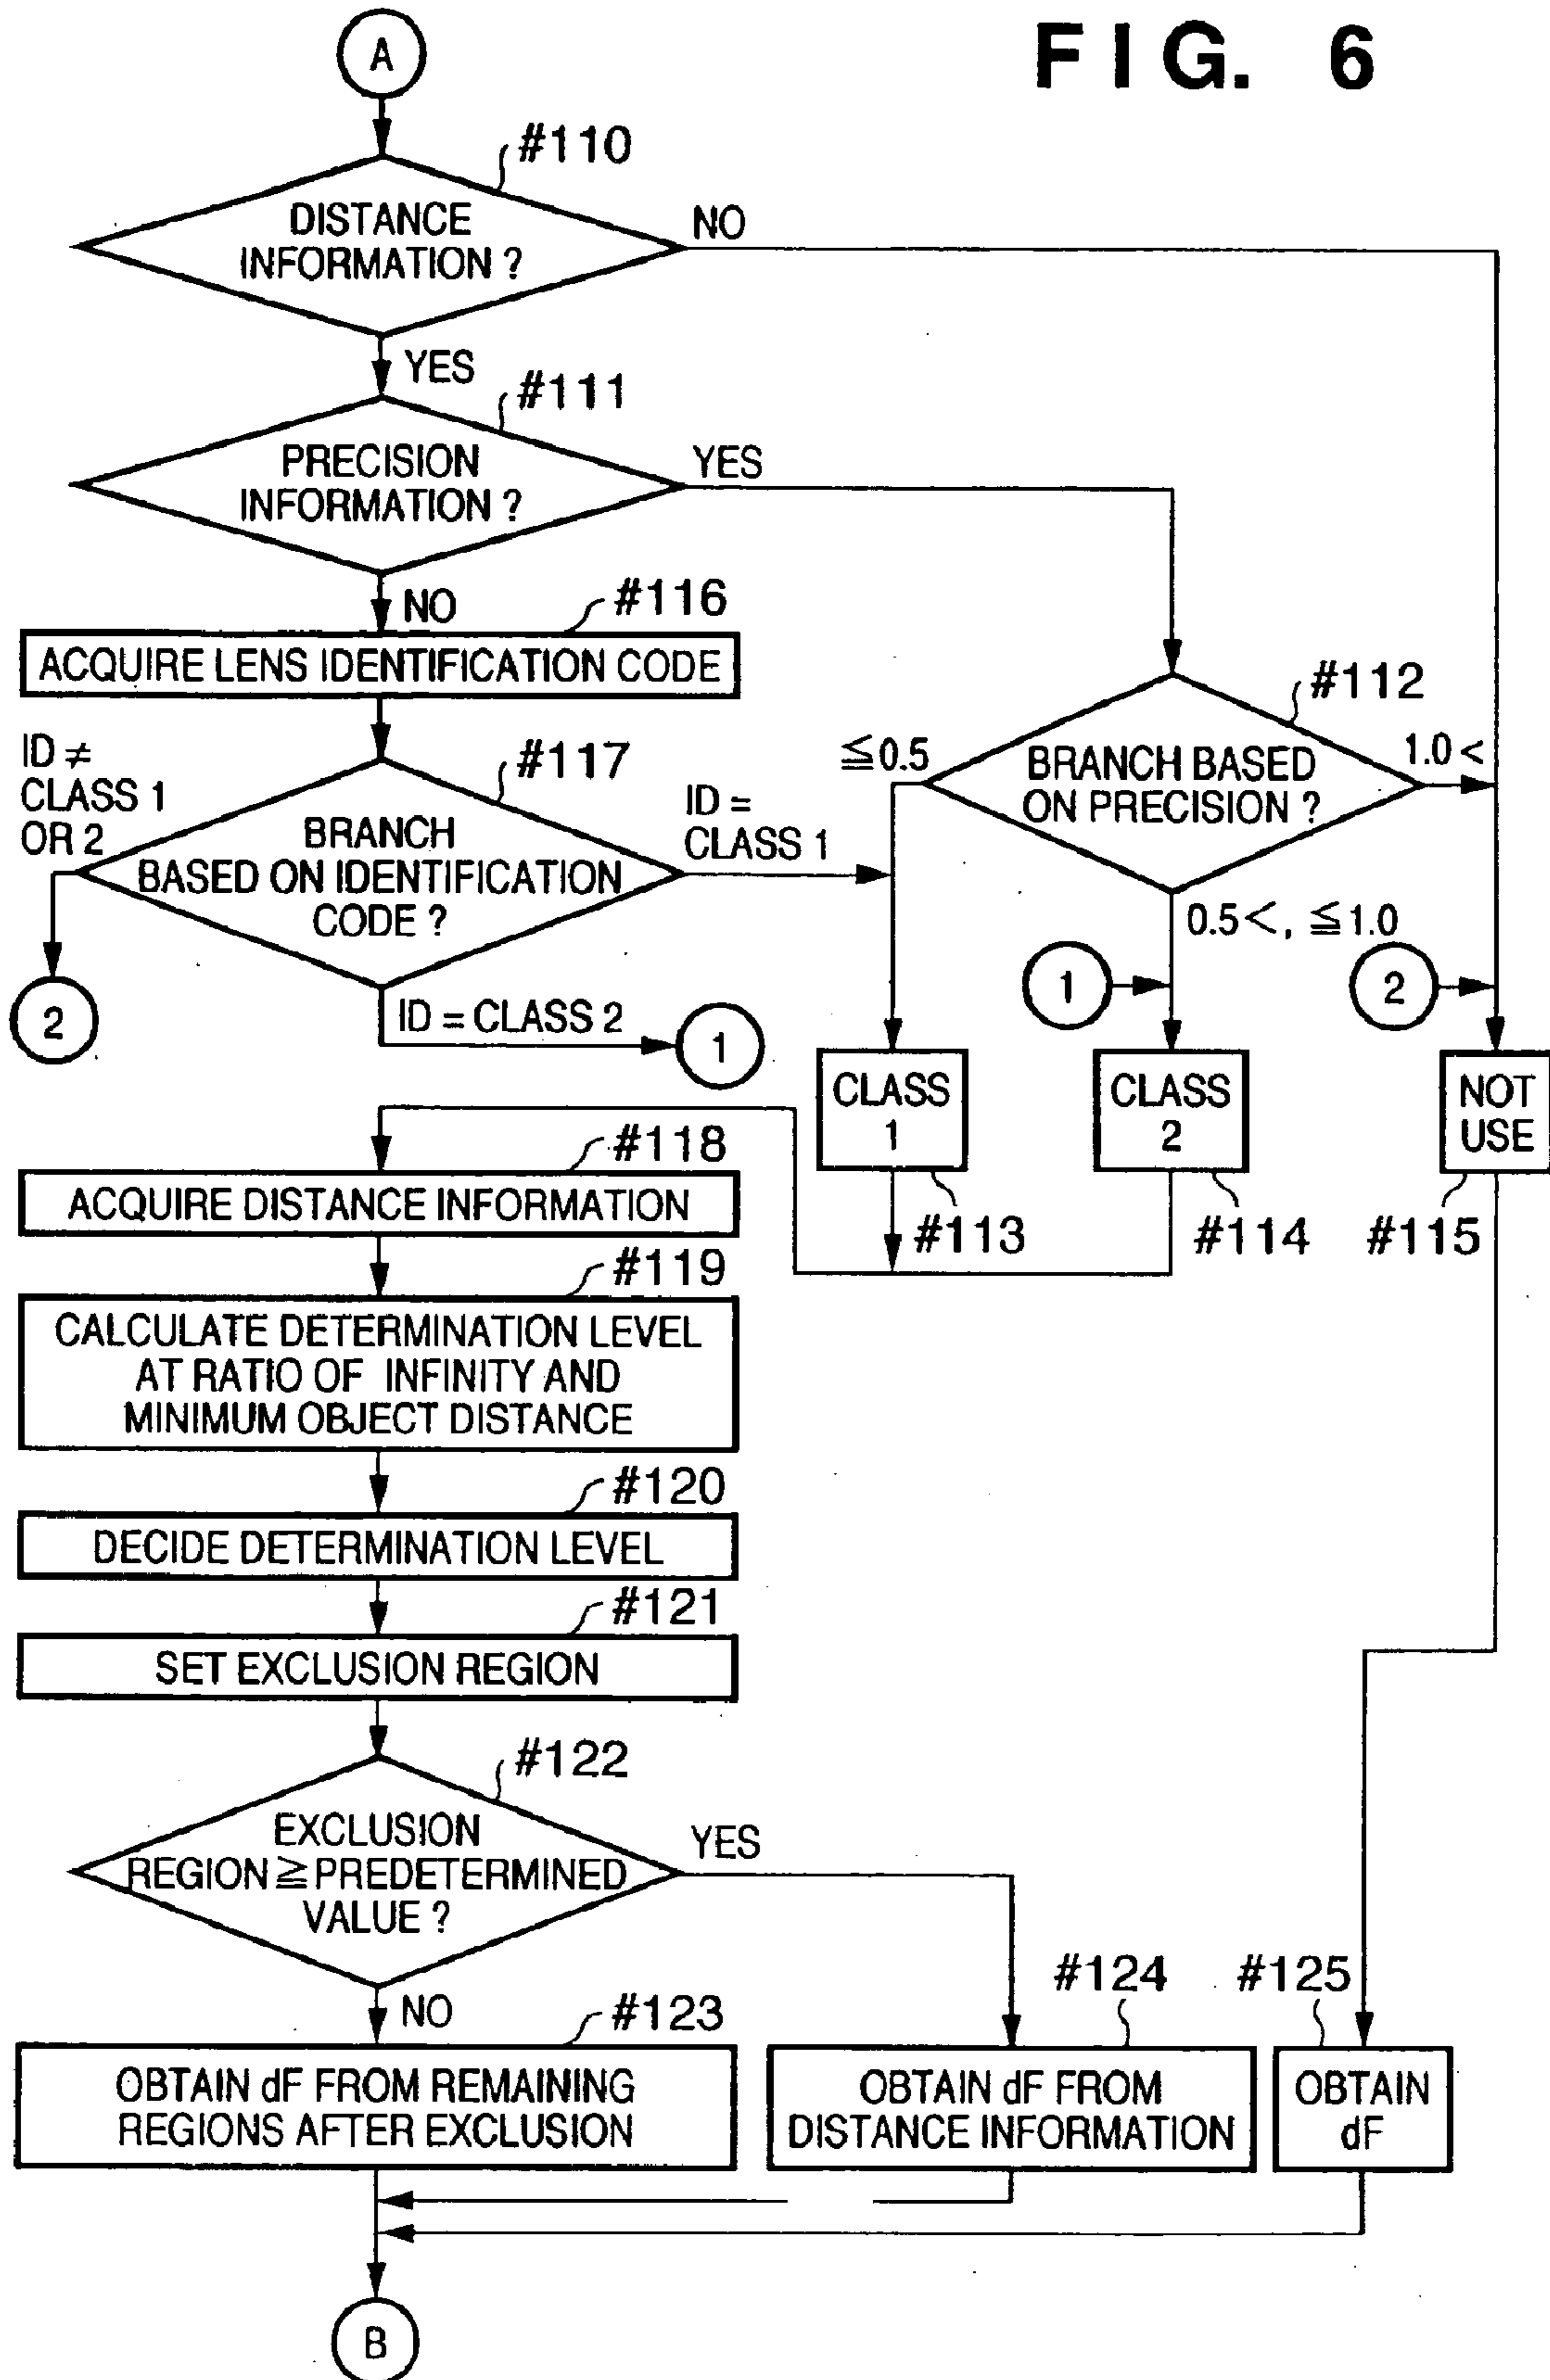 FIG. 6
A
#110
DISTANCE
INFORMATION ?
NO
YES
#111
PRECISION
INFORMATION ?
YES
NO
#116
ACQUIRE LENS IDENTIFICATION CODE
#112
BRANCH BASED
ON PRECISION ?
≦0.5
1.0 <
0.5<, ≦1.0
ID ≠
CLASS 1
OR 2
#117
BRANCH
BASED ON IDENTIFICATION
CODE ?
ID =
CLASS 1
2
ID = CLASS 2
1
1
2
CLASS
1
CLASS
2
NOT
USE
#113
#114
#115
#118
ACQUIRE DISTANCE INFORMATION
#119
CALCULATE DETERMINATION LEVEL
AT RATIO OF INFINITY AND
MINIMUM OBJECT DISTANCE
#120
DECIDE DETERMINATION LEVEL
#121
SET EXCLUSION REGION
#122
EXCLUSION
REGION ≧ PREDETERMINED
VALUE ?
YES
NO
#123
OBTAIN dF FROM REMAINING
REGIONS AFTER EXCLUSION
#124
OBTAIN dF FROM
DISTANCE INFORMATION
#125
OBTAIN
dF
B